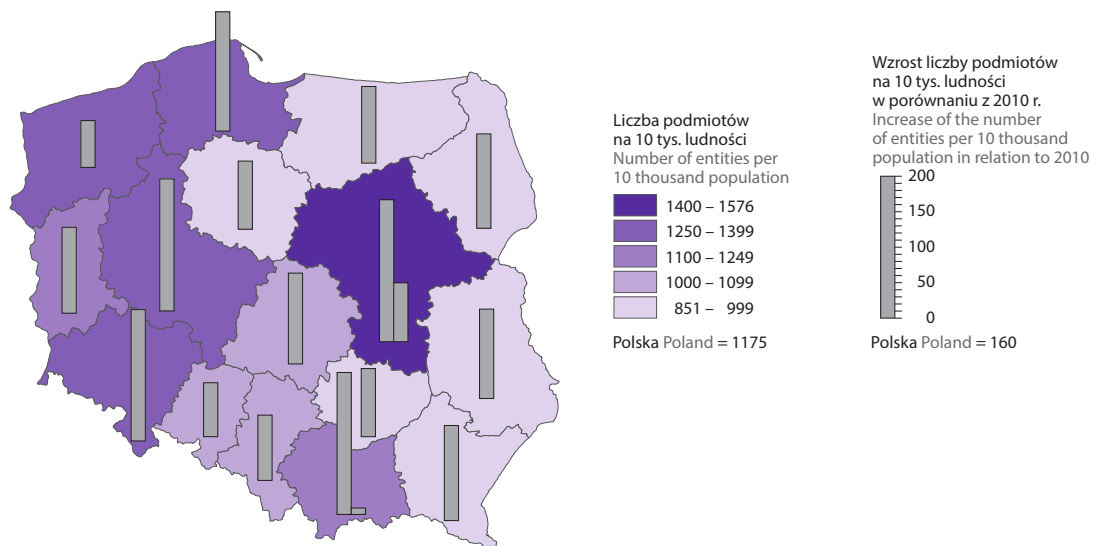 Liczba podmiotów
na 10 tys. ludności
Number of entities per
10 thousand population
1400 – 1576
1250 – 1399
1100 – 1249
1000 – 1099
851 – 999
Polska Poland = 1175
Wzrost liczby podmiotów
na 10 tys. ludności
w porównaniu z 2010 r.
Increase of the number
of entities per 10 thousand
population in relation to 2010
200
150
100
50
0
Polska Poland = 160